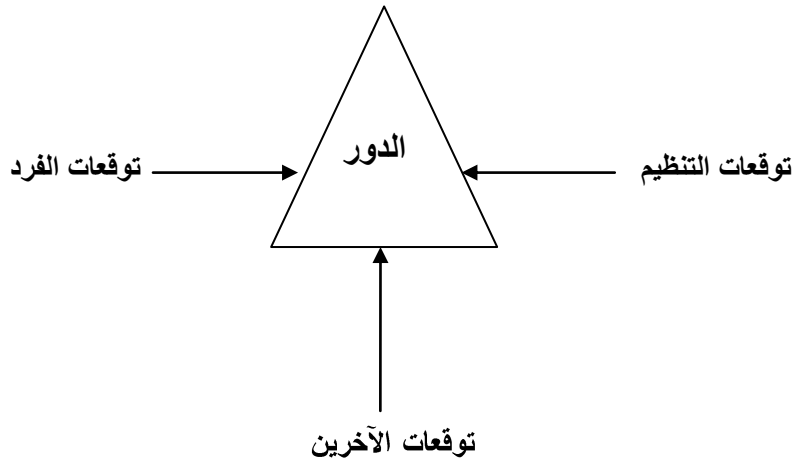 الدور
توقعات التنظيم
توقعات الفرد
توقعات الآخرين